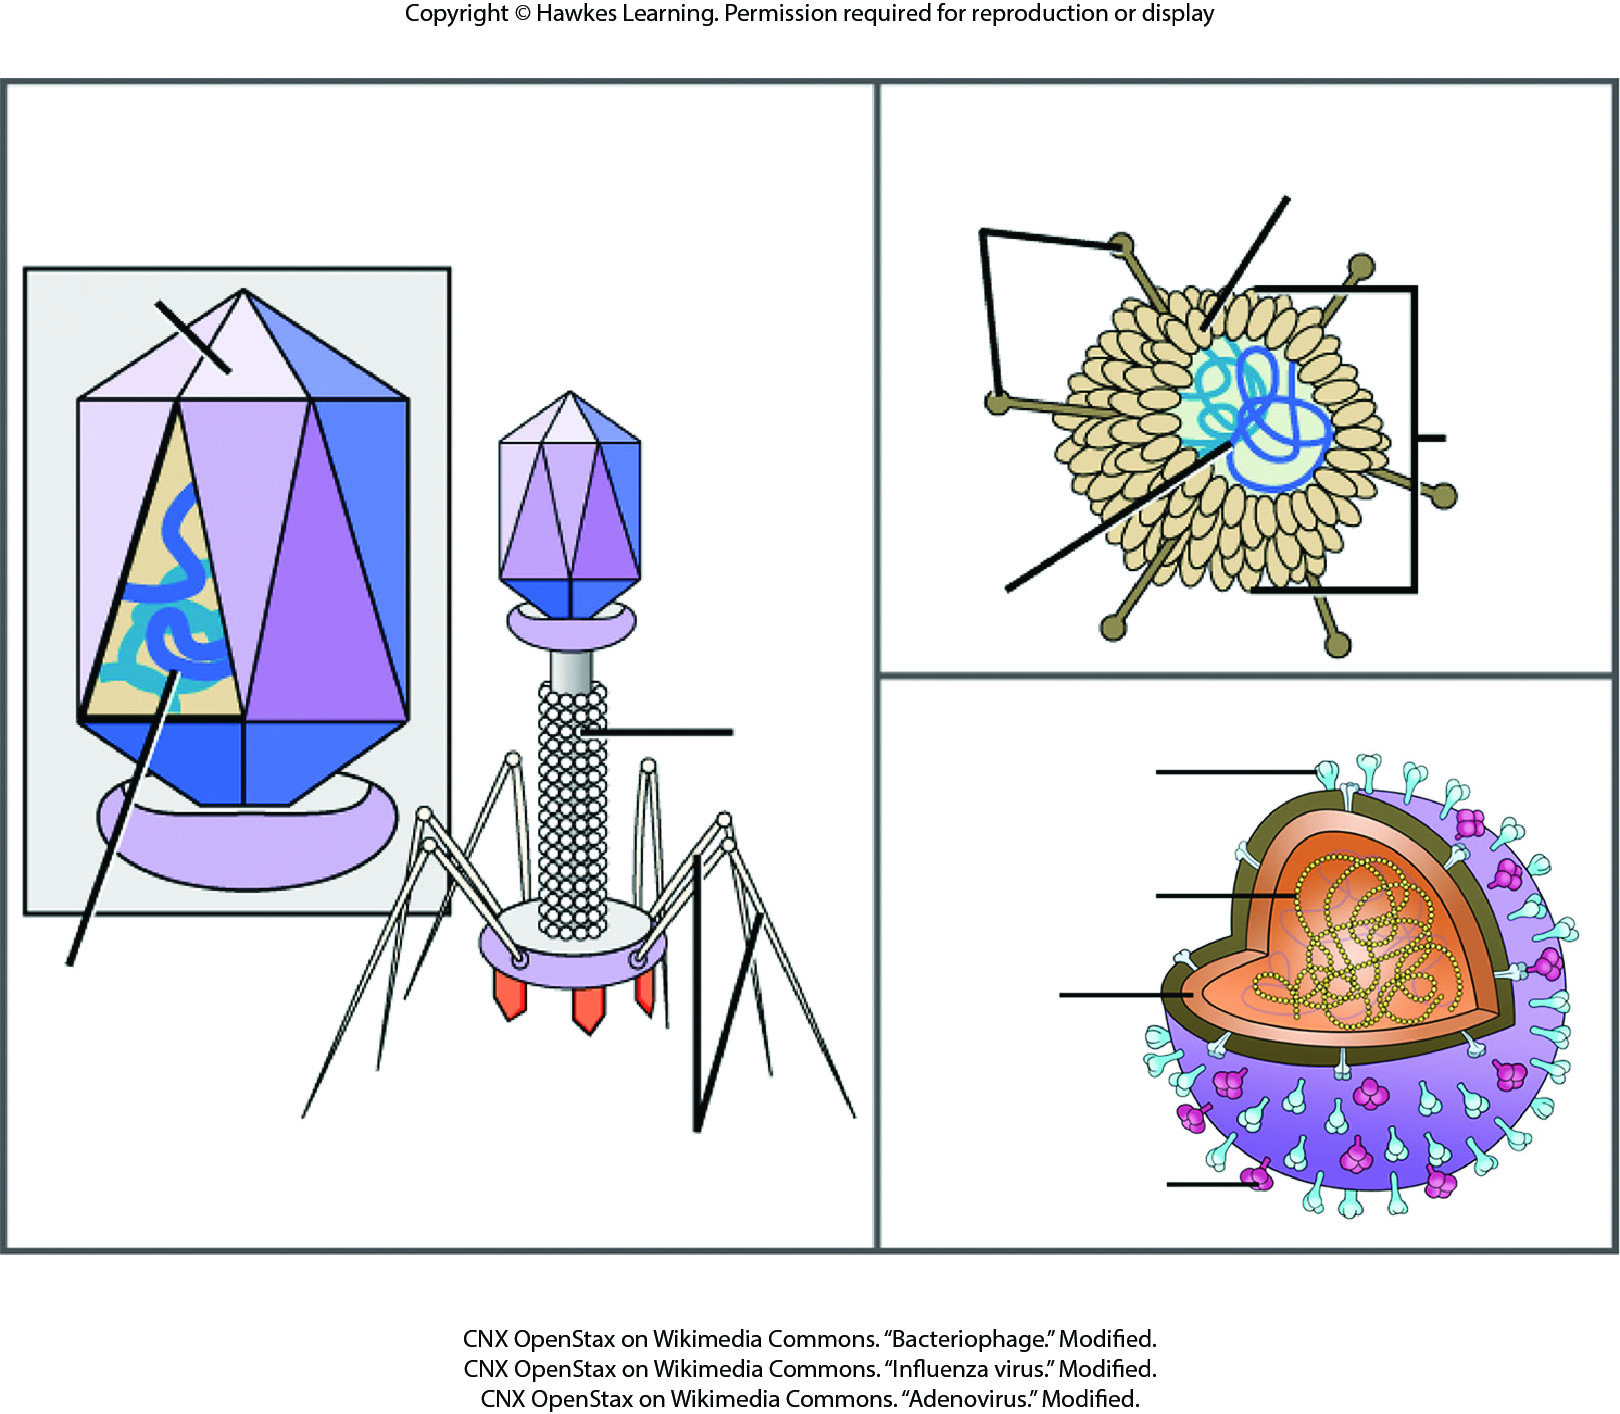 Copyright © Hawkes Learning. Permission required for reproduction or display
CNX OpenStax on Wikimedia Commons. “Bacteriophage.” Modified.
CNX OpenStax on Wikimedia Commons. “Influenza virus.” Modified.
CNX OpenStax on Wikimedia Commons. “Adenovirus.” Modified.